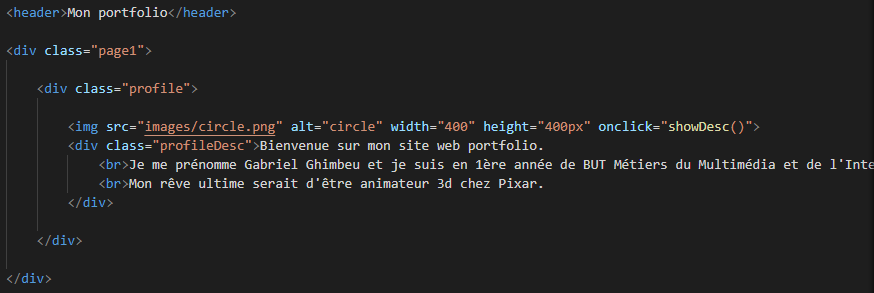 <header>Mon portfolio</header>
<div class="page1">
<div class="profile">
<img src="images/circle.png" alt="circle" width="400" height="400px" onclick="showDesc()">
<div class="profileDesc">Bienvenue sur mon site web portfolio.
<br>Je me prénomme Gabriel Ghimbeu et je suis en 1ère année de BUT Métiers du Multimédia et de l'Inte
<br>Mon rêve ultime serait d'être animateur 3d chez Pixar.
</div>
</div>
</div>